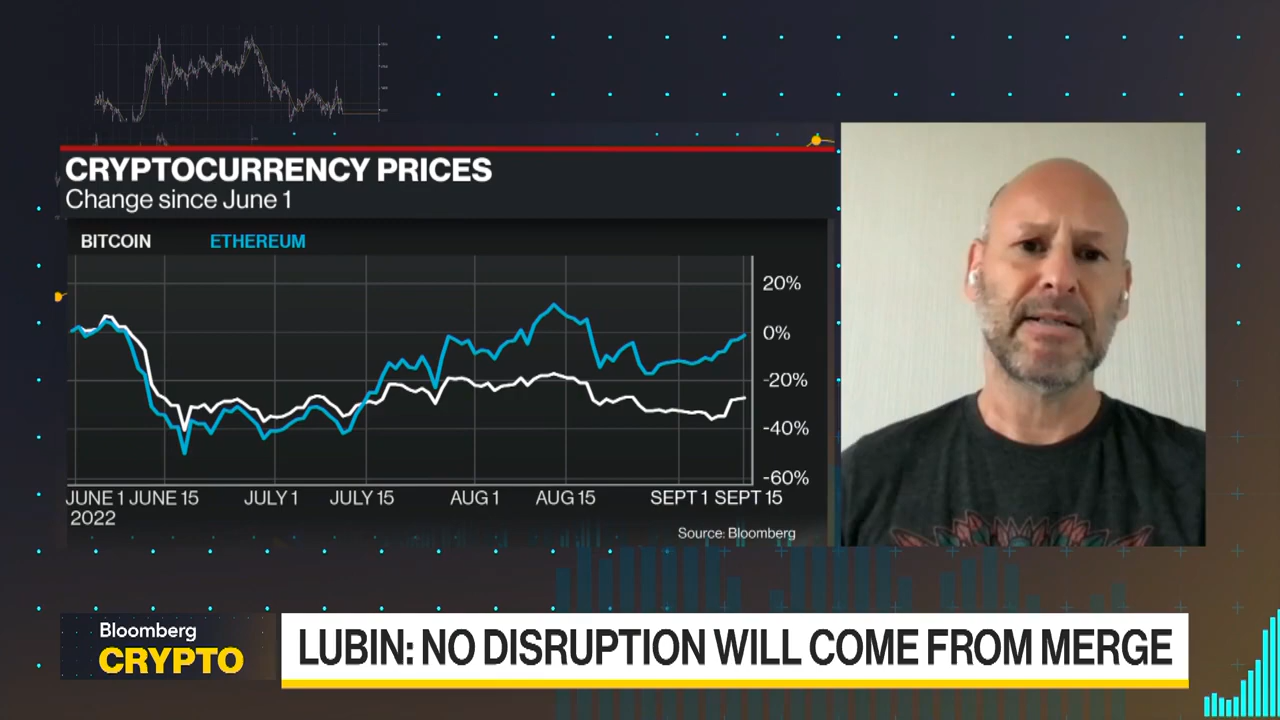 CRYPTOCURRENCY PRICES
Change since June 1
BITCOIN ETHEREUM
20%
0%
-20%
-40%
-60%
JUNE 1 JUNE 15 JULY 1 JULY 15 AUG 1 AUG 15 SEPT 1 SEPT 15
2022
Source: Bloomberg
Bloomberg
CRYPTO
LUBIN: NO DISRUPTION WILL COME FROM MERGE